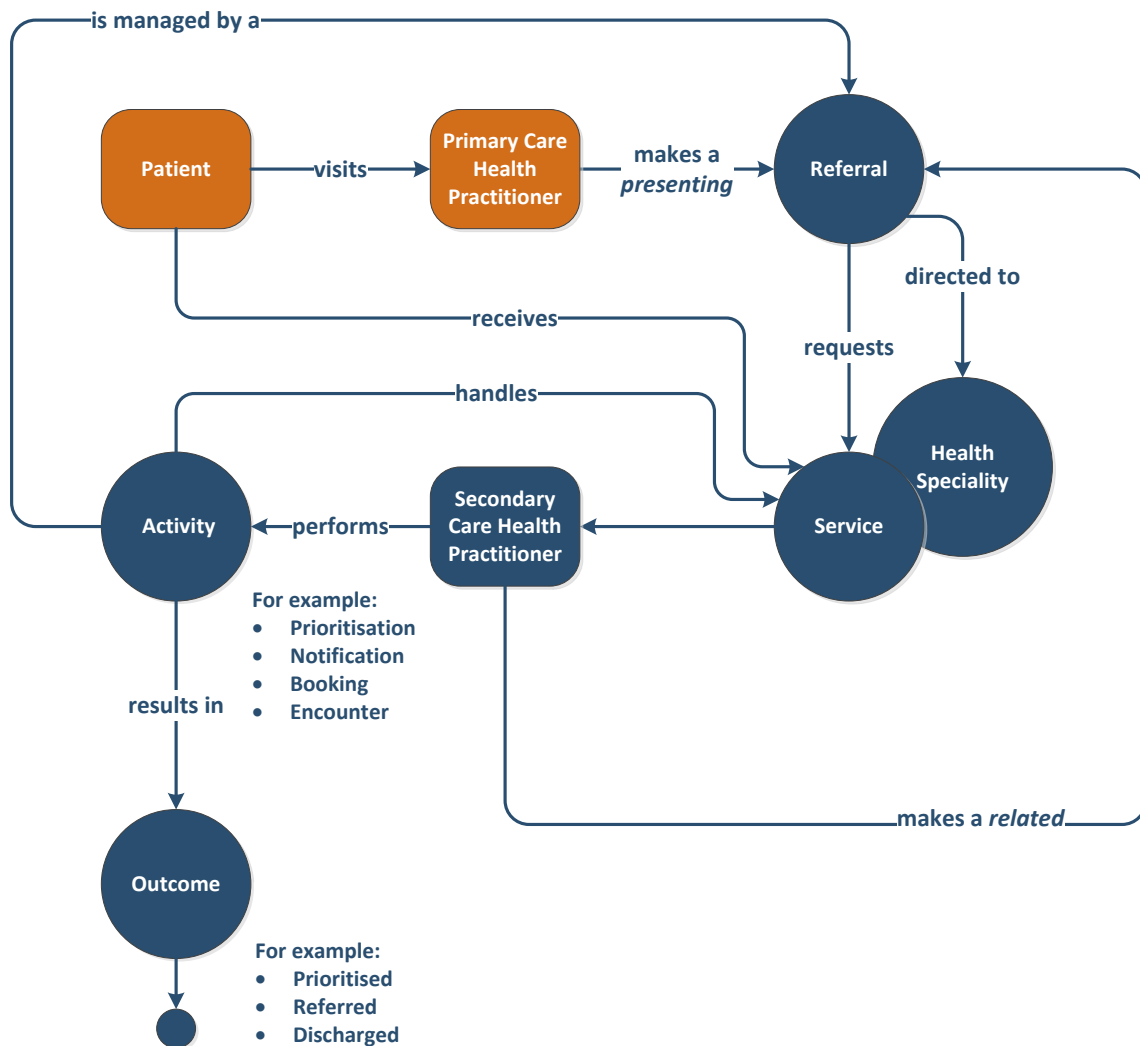 is managed by a
Patient
visits
Primary Care
Health
Practitioner
makes a
presenting
Referral
directed to
receives
requests
handles
Health
Speciality
Activity
performs
Secondary
Care Health
Practitioner
Service
For example:
• Prioritisation
• Notification
• Booking
• Encounter
results in
makes a related
Outcome
For example:
• Prioritised
• Referred
• Discharged